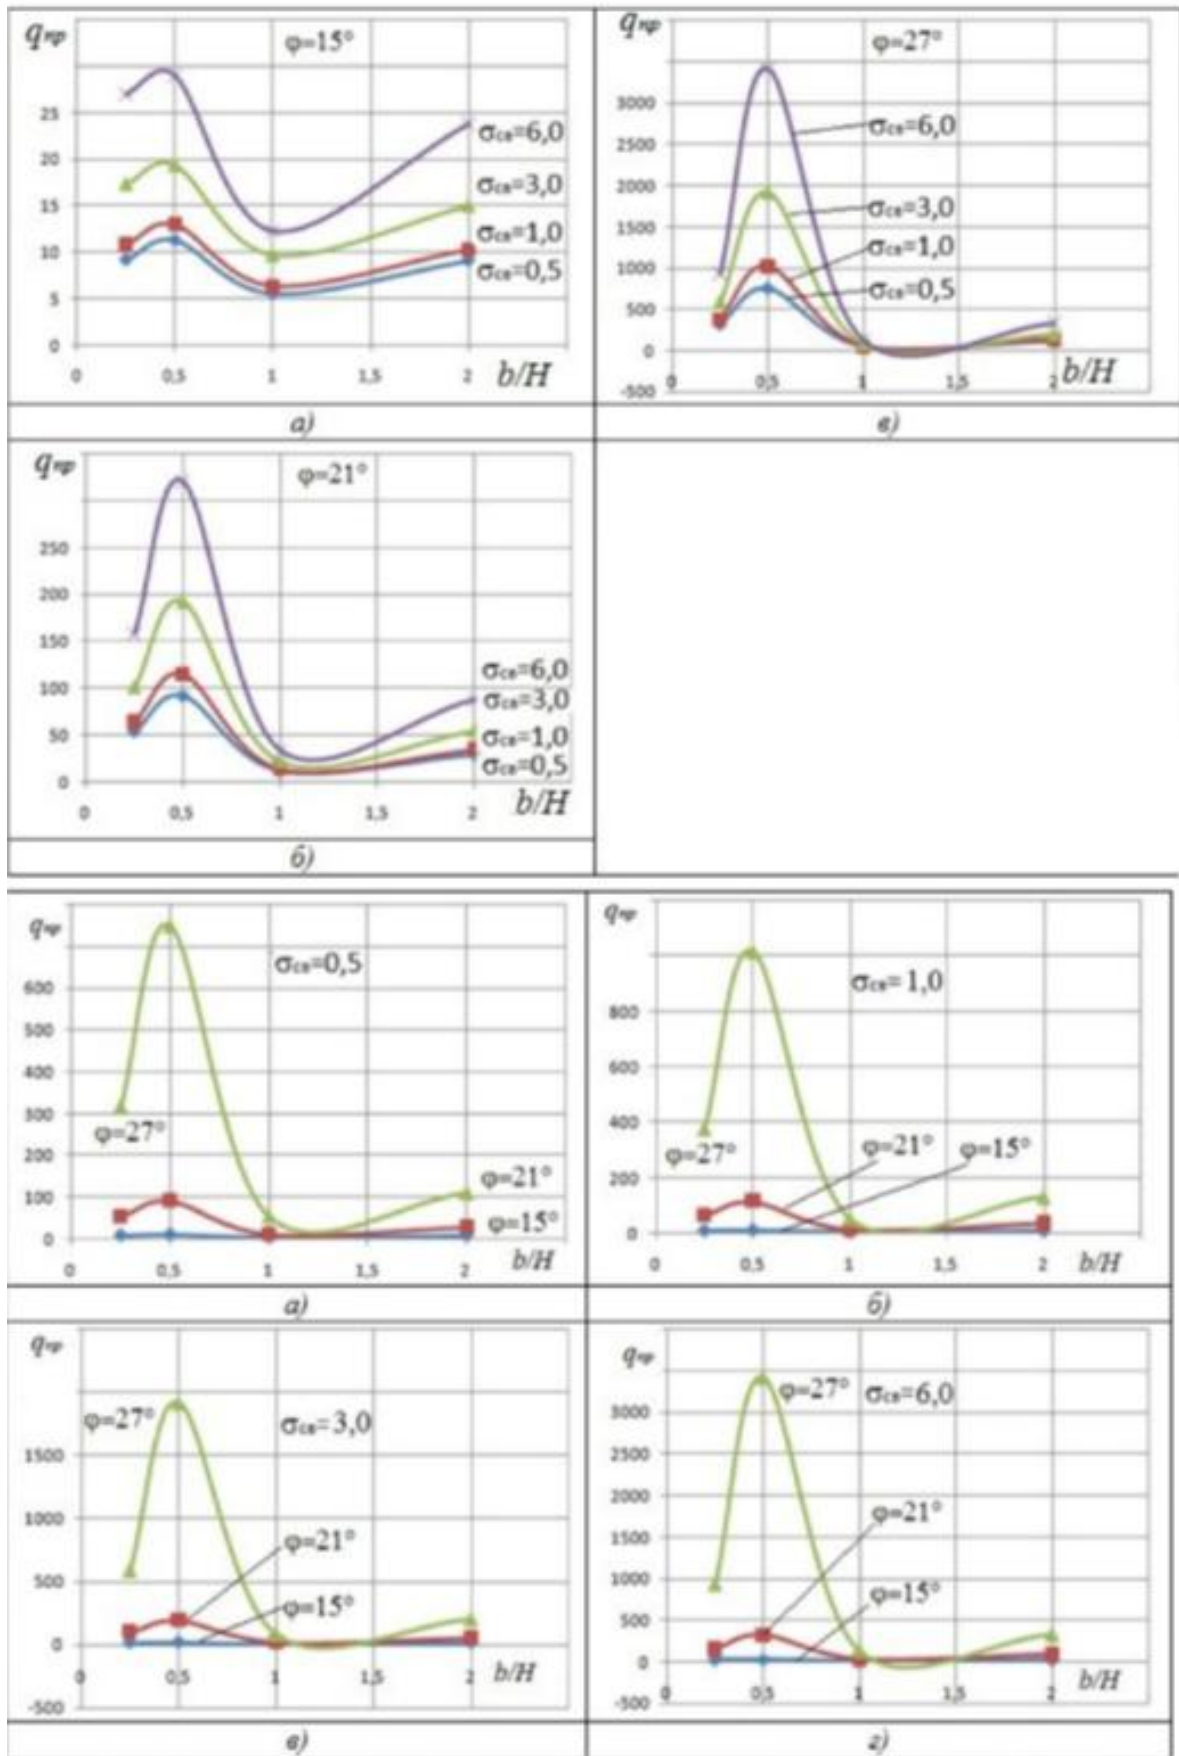 qпр
φ=15°
25
20
15
10
5
0
0 0,5 1 1,5 2 b/H
σсв=6,0
σсв=3,0
σсв=1,0
σсв=0,5
а)
qпр
φ=27°
3000
2500
2000
1500
1000
500
0
-500
0 0,5 1 1,5 2 b/H
σсв=6,0
σсв=3,0
σсв=1,0
σсв=0,5
в)
qпр
φ=21°
250
200
150
100
50
0
0 0,5 1 1,5 2 b/H
σсв=6,0
σсв=3,0
σсв=1,0
σсв=0,5
б)
qпр
σсв=0,5
600
500
400
300
200
100
0
0 0,5 1 1,5 2 b/H
φ=27°
φ=21°
φ=15°
а)
qпр
σсв=1,0
800
600
400
200
0
0 0,5 1 1,5 2 b/H
φ=27°
φ=21°
φ=15°
б)
qпр
φ=27°
σсв=3,0
1500
1000
500
0
-500
0 0,5 1 1,5 2 b/H
φ=21°
φ=15°
в)
qпр
φ=27°
σсв=6,0
3000
2500
2000
1500
1000
500
0
-500
0 0,5 1 1,5 2 b/H
φ=21°
φ=15°
г)